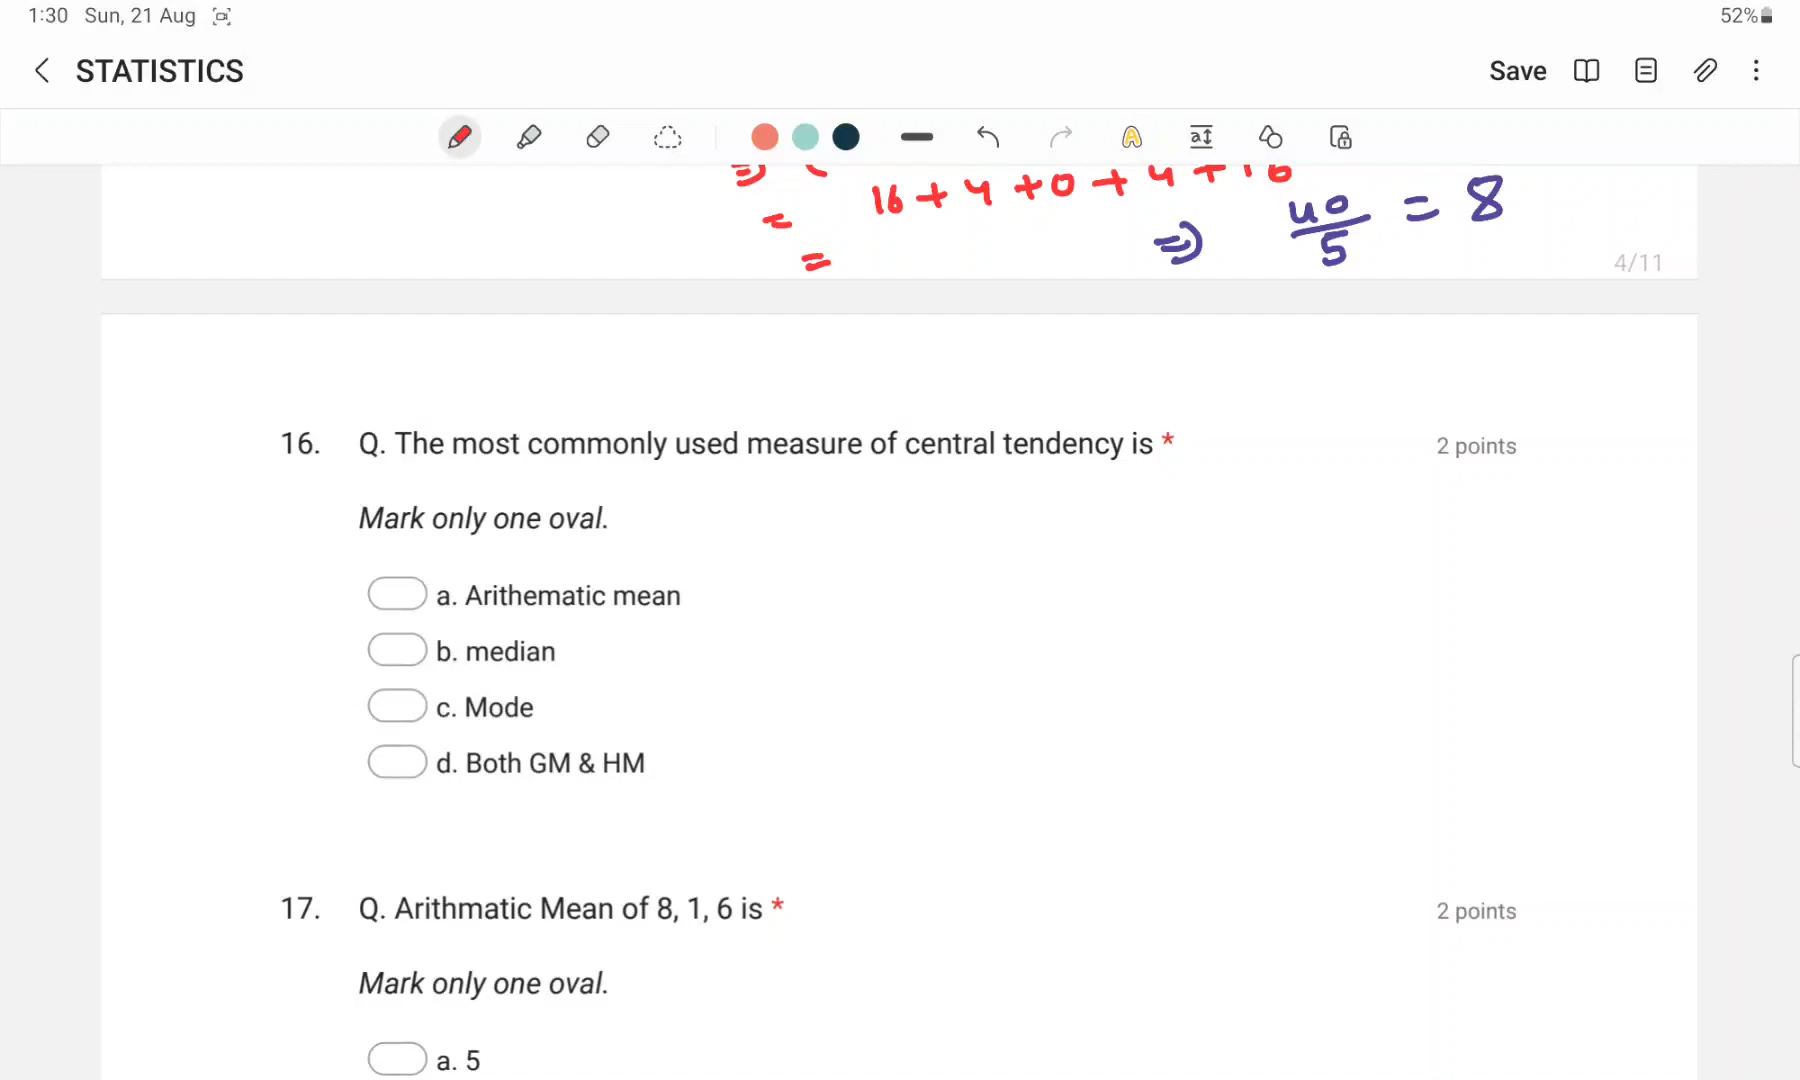 1:30 Sun, 21 Aug 52%
STATISTICS Save
16 + 4 + 0 + 4 + 16
=
=
⇒ 40/5 = 8
4/11
16. Q. The most commonly used measure of central tendency is * 2 points
Mark only one oval.
a. Arithematic mean
b. median
c. Mode
d. Both GM & HM
17. Q. Arithmatic Mean of 8, 1, 6 is * 2 points
Mark only one oval.
a. 5